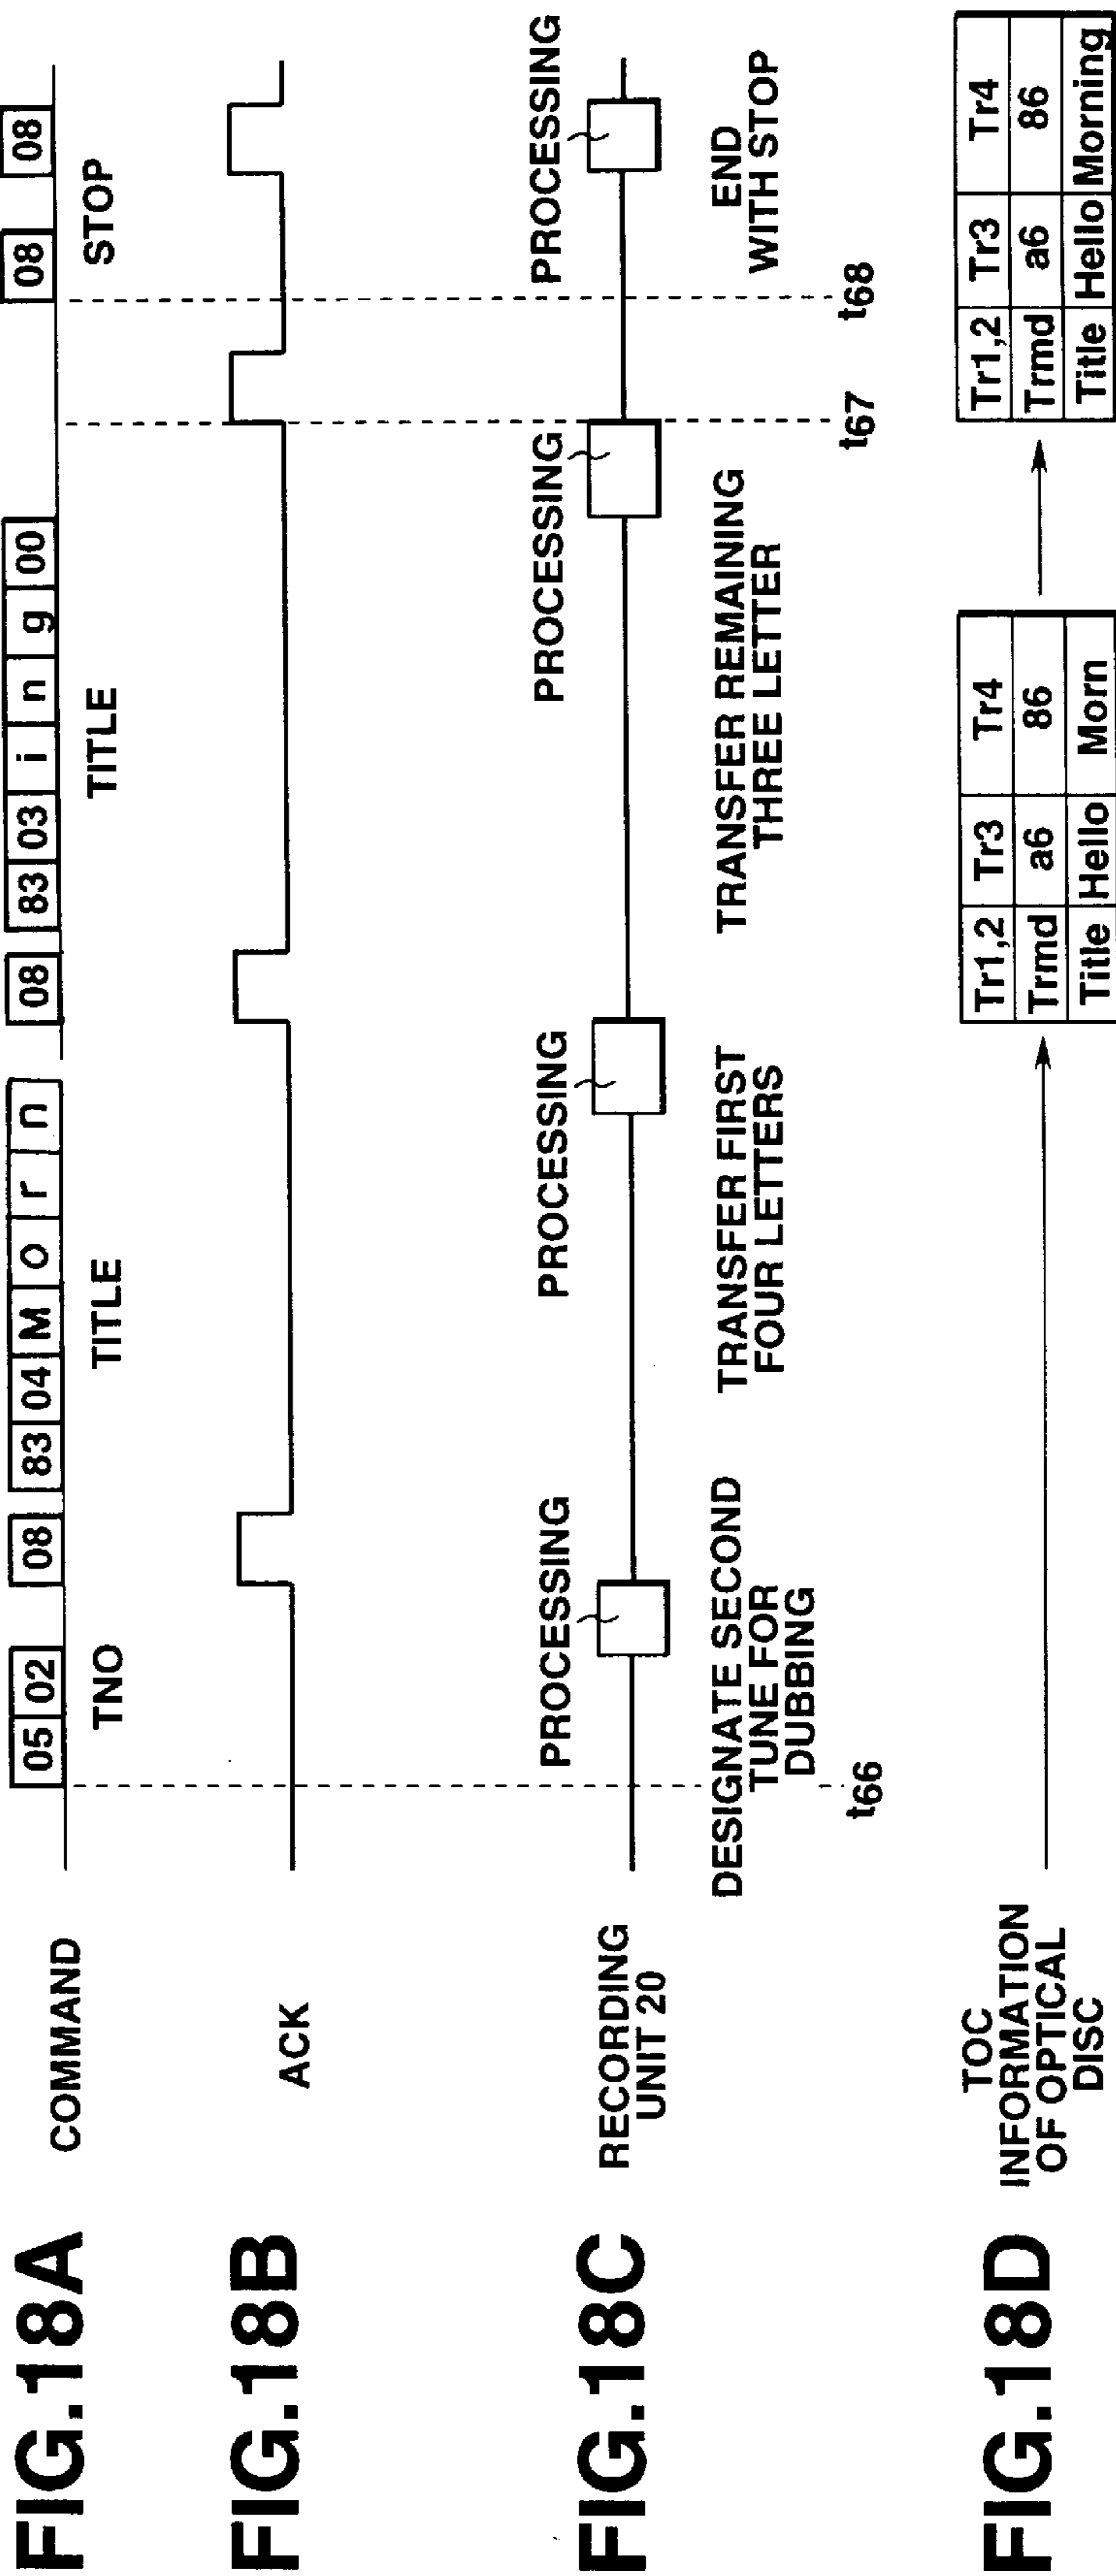 FIG.18A
COMMAND
05 02
08
83 04 M o r n
08
83 03 i n g 00
08
08
TNO
TITLE
TITLE
STOP
FIG.18B
ACK
FIG.18C
RECORDING
UNIT 20
PROCESSING
PROCESSING
PROCESSING
PROCESSING
DESIGNATE SECOND
TUNE FOR
DUBBING
TRANSFER FIRST
FOUR LETTERS
TRANSFER REMAINING
THREE LETTER
END
WITH STOP
t66
t67
t68
FIG.18D
TOC
INFORMATION
OF OPTICAL
DISC
Tr1,2 Tr3 Tr4
Trmd a6 86
Title Hello Morn
Tr1,2 Tr3 Tr4
Trmd a6 86
Title Hello Morning